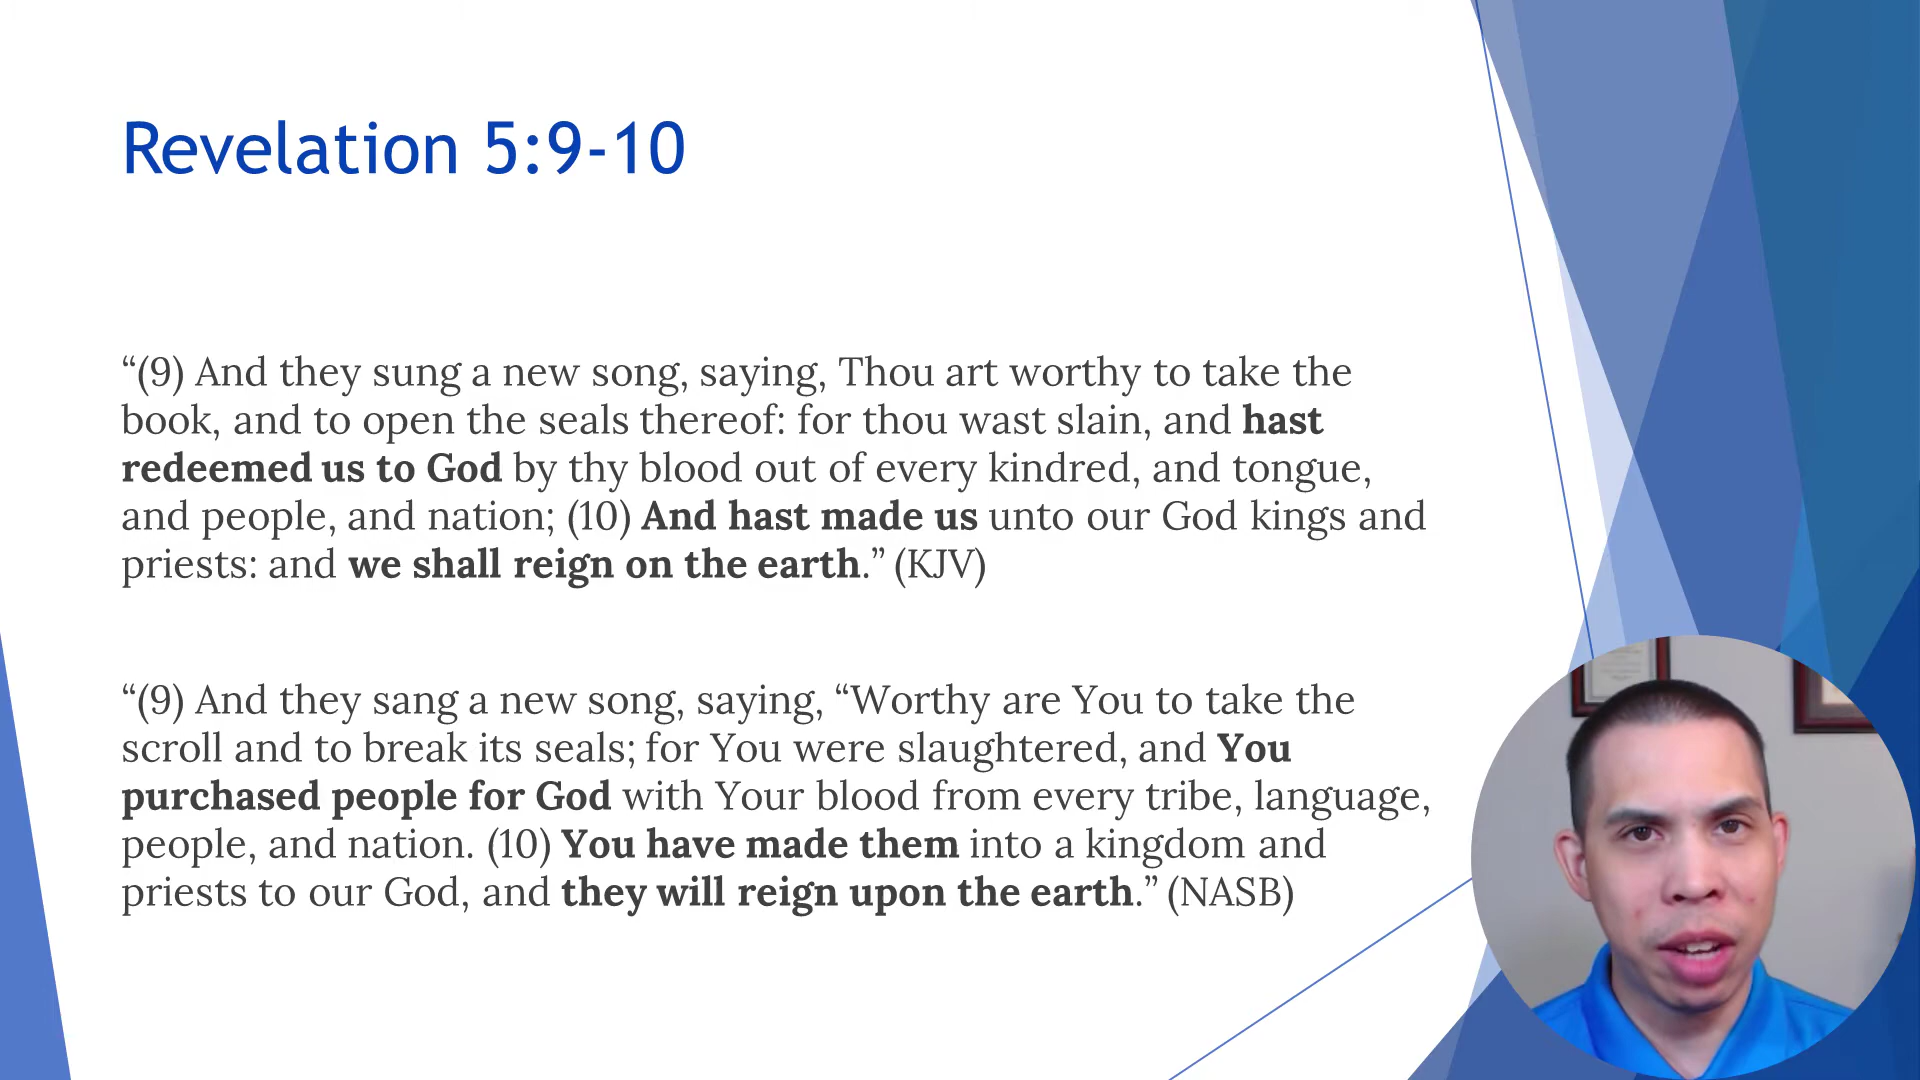 Revelation 5:9-10
“(9) And they sung a new song, saying, Thou art worthy to take the
book, and to open the seals thereof: for thou wast slain, and hast
redeemed us to God by thy blood out of every kindred, and tongue,
and people, and nation; (10) And hast made us unto our God kings and
priests: and we shall reign on the earth.” (KJV)
“(9) And they sang a new song, saying, “Worthy are You to take the
scroll and to break its seals; for You were slaughtered, and You
purchased people for God with Your blood from every tribe, language,
people, and nation. (10) You have made them into a kingdom and
priests to our God, and they will reign upon the earth.” (NASB)